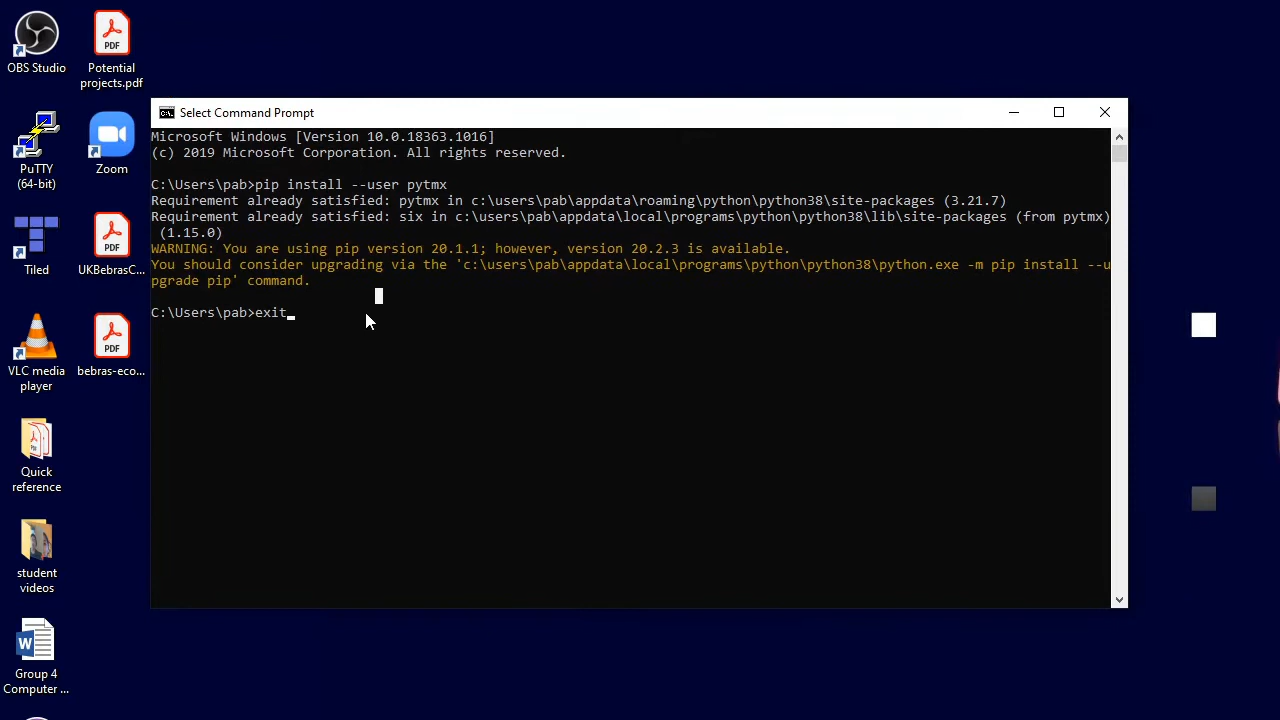 OBS Studio
Potential
projects.pdf
PDF
Select Command Prompt
Microsoft Windows [Version 10.0.18363.1016]
(c) 2019 Microsoft Corporation. All rights reserved.
C:\Users\pab>pip install --user pytmx
Requirement already satisfied: pytmx in c:\users\pab\appdata\roaming\python\python38\site-packages (3.21.7)
Requirement already satisfied: six in c:\users\pab\appdata\local\programs\python\python38\lib\site-packages (from pytmx)
(1.15.0)
WARNING: You are using pip version 20.1.1; however, version 20.2.3 is available.
You should consider upgrading via the 'c:\users\pab\appdata\local\programs\python\python38\python.exe -m pip install --u
pgrade pip' command.
C:\Users\pab>exit
PuTTY
(64-bit)
Zoom
Tiled
PDF
UKBebrasC...
VLC media
player
PDF
bebras-eco...
Quick
reference
student
videos
W
Group 4
Computer ...